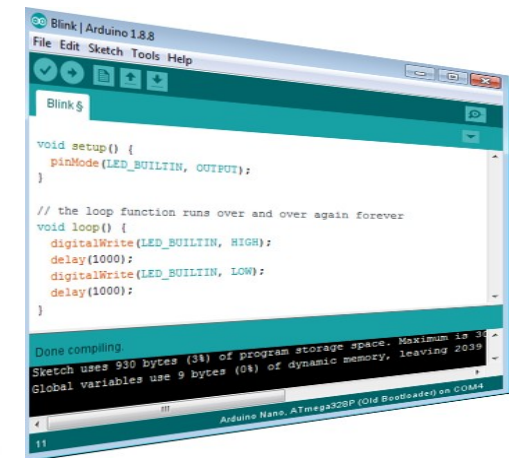 Blink | Arduino 1.8.8
File Edit Sketch Tools Help
Blink §
void setup() {
  pinMode(LED_BUILTIN, OUTPUT);
}
// the loop function runs over and over again forever
void loop() {
  digitalWrite(LED_BUILTIN, HIGH);
  delay(1000);
  digitalWrite(LED_BUILTIN, LOW);
  delay(1000);
}
Done compiling.
Sketch uses 930 bytes (3%) of program storage space. Maximum is 30
Global variables use 9 bytes (0%) of dynamic memory, leaving 2039
11
Arduino Nano, ATmega328P (Old Bootloader) on COM4